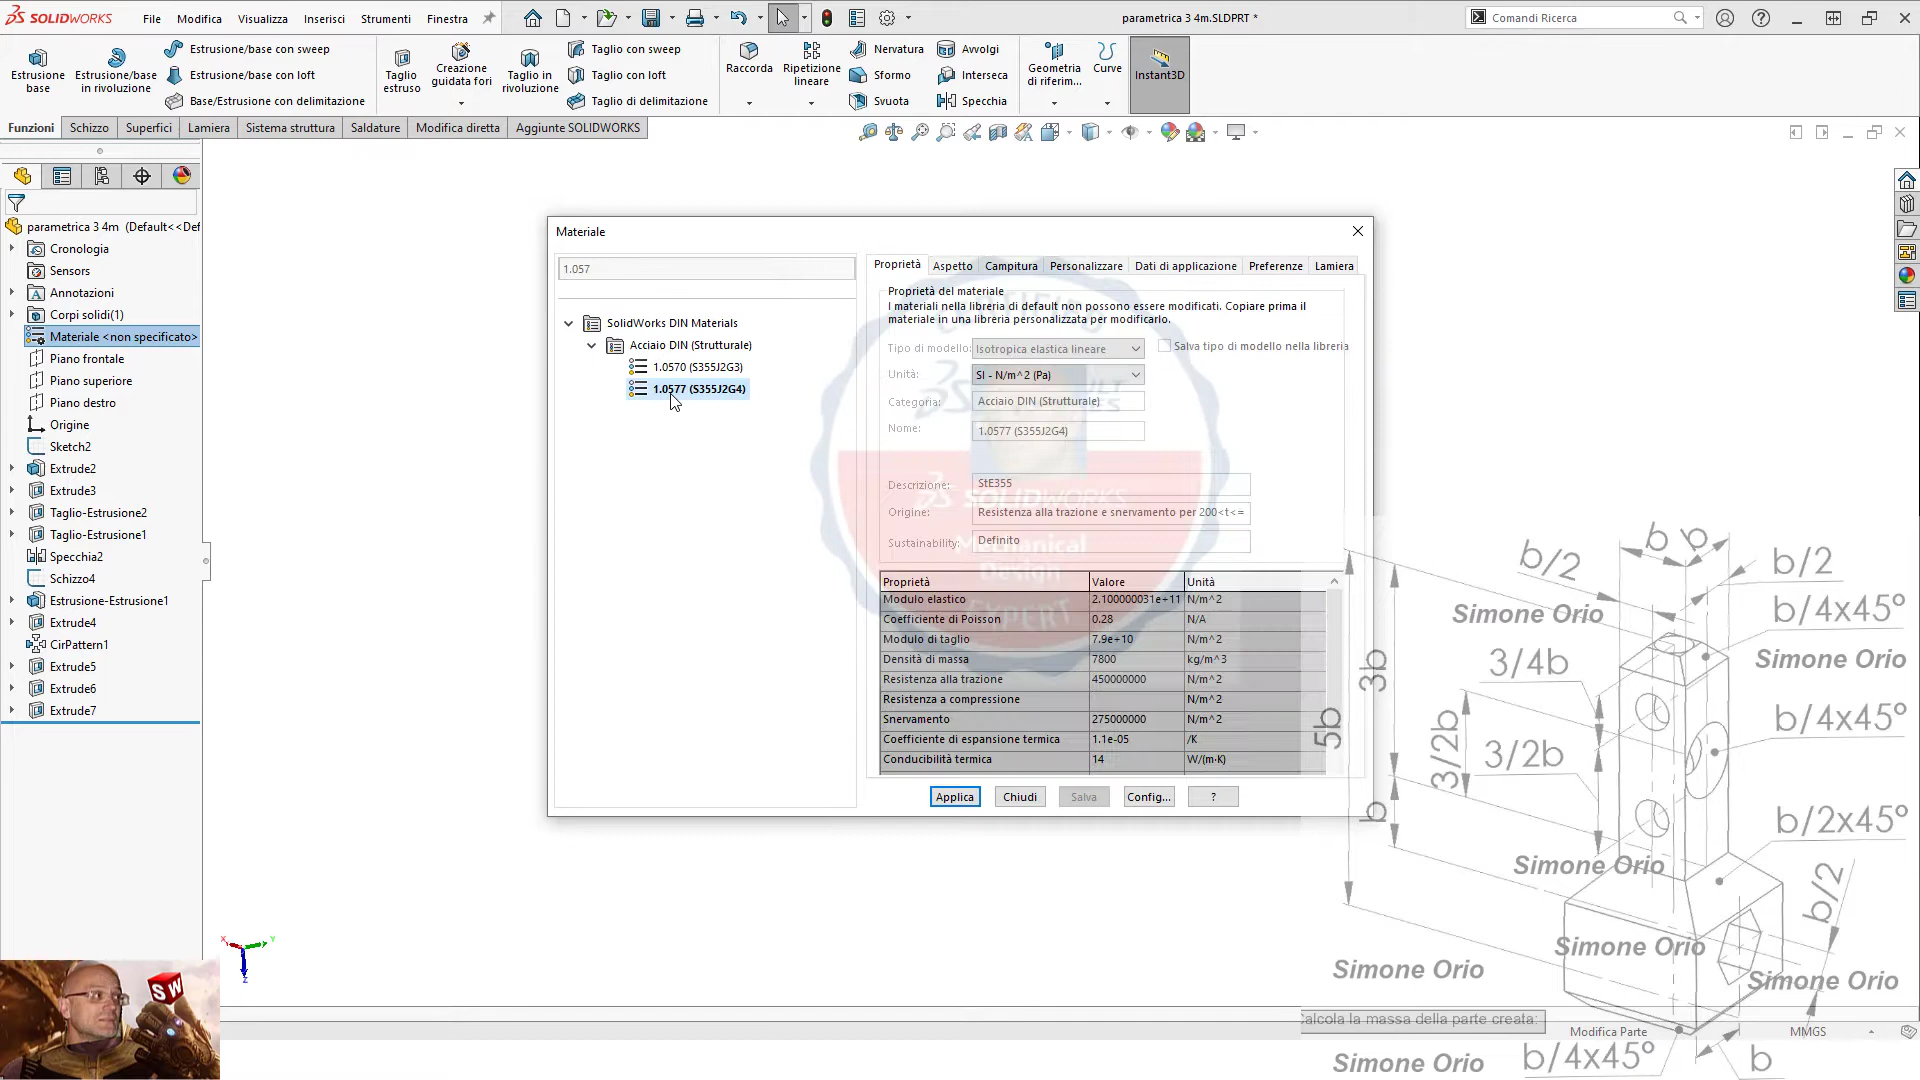 SOLIDWORKS File Modifica Visualizza Inserisci Strumenti Finestra parametrica 3 4m.SLDPRT * Comandi Ricerca
Estrusione base
Estrusione/base in rivoluzione
Estrusione/base con sweep
Estrusione/base con loft
Base/Estrusione con delimitazione
Taglio estruso
Creazione guidata fori
Taglio in rivoluzione
Taglio con sweep
Taglio con loft
Taglio di delimitazione
Raccorda
Ripetizione lineare
Nervatura
Sformo
Svuota
Avvolgi
Interseca
Specchia
Geometria di riferim...
Curve
Instant3D
Funzioni Schizzo Superfici Lamiera Sistema struttura Saldature Modifica diretta Aggiunte SOLIDWORKS
parametrica 3 4m (Default<<Def
Cronologia
Sensors
Annotazioni
Corpi solidi(1)
Materiale <non specificato>
Piano frontale
Piano superiore
Piano destro
Origine
Sketch2
Extrude2
Extrude3
Taglio-Estrusione2
Taglio-Estrusione1
Specchia2
Schizzo4
Estrusione-Estrusione1
Extrude4
CirPattern1
Extrude5
Extrude6
Extrude7
Materiale
1.057
SolidWorks DIN Materials
Acciaio DIN (Strutturale)
1.0570 (S355J2G3)
1.0577 (S355J2G4)
Proprietà Aspetto Campitura Personalizzare Dati di applicazione Preferenze Lamiera
Proprietà del materiale
I materiali nella libreria di default non possono essere modificati. Copiare prima il
materiale in una libreria personalizzata per modificarlo.
Tipo di modello: Isotropica elastica lineare Salva tipo di modello nella libreria
Unità: SI - N/m^2 (Pa)
Categoria: Acciaio DIN (Strutturale)
Nome: 1.0577 (S355J2G4)
Descrizione: StE355
Origine: Resistenza alla trazione e snervamento per 200<t<=
Sustainability: Definito
SOLIDWORKS
Mechanical
Design
EXPERT
Proprietà Valore Unità
Modulo elastico 2.100000031e+11 N/m^2
Coefficiente di Poisson 0.28 N/A
Modulo di taglio 7.9e+10 N/m^2
Densità di massa 7800 kg/m^3
Resistenza alla trazione 450000000 N/m^2
Resistenza a compressione N/m^2
Snervamento 275000000 N/m^2
Coefficiente di espansione termica 1.1e-05 /K
Conducibilità termica 14 W/(m·K)
Applica Chiudi Salva Config... ?
b b
b/2
b/2
Simone Orio
b/4x45°
3/4b
Simone Orio
3b
5b
3/2b
3/2b
b/4x45°
b
b/2x45°
Simone Orio
b/2
Simone Orio
Simone Orio
Simone Orio
Calcola la massa della parte creata:
Modifica Parte MMGS
Simone Orio
b/4x45°
b
X Y
Z
SW